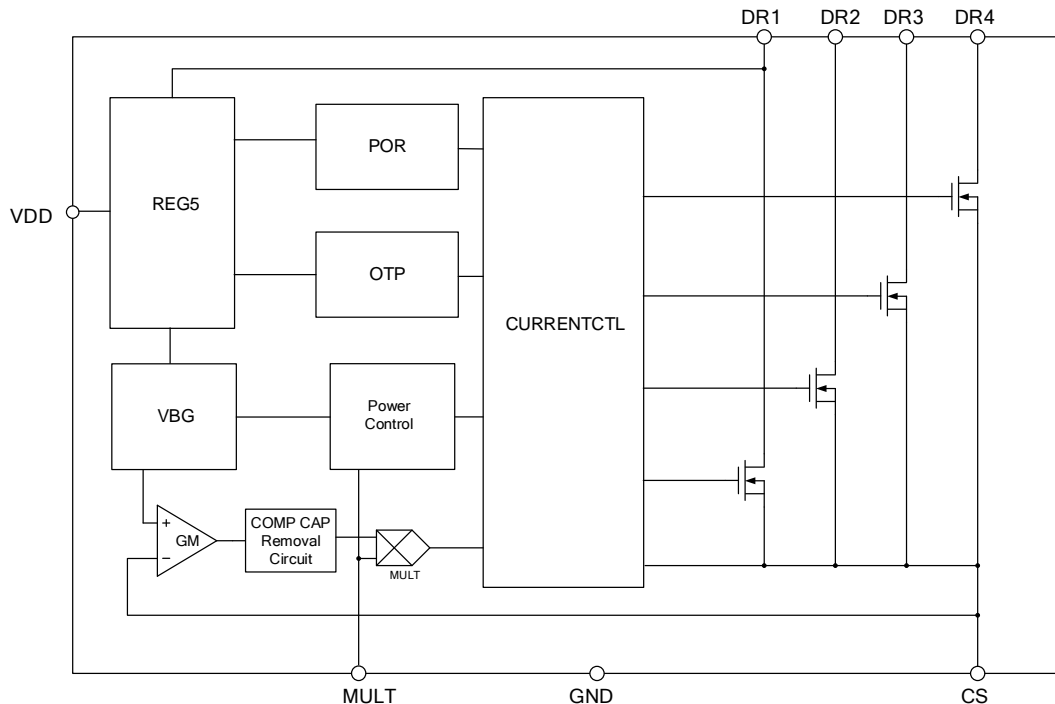 DR1 DR2 DR3 DR4
POR
REG5
VDD
OTP
CURRENTCTL
VBG
Power
Control
+
GM
−
COMP CAP
Removal
Circuit
MULT
MULT
GND
CS